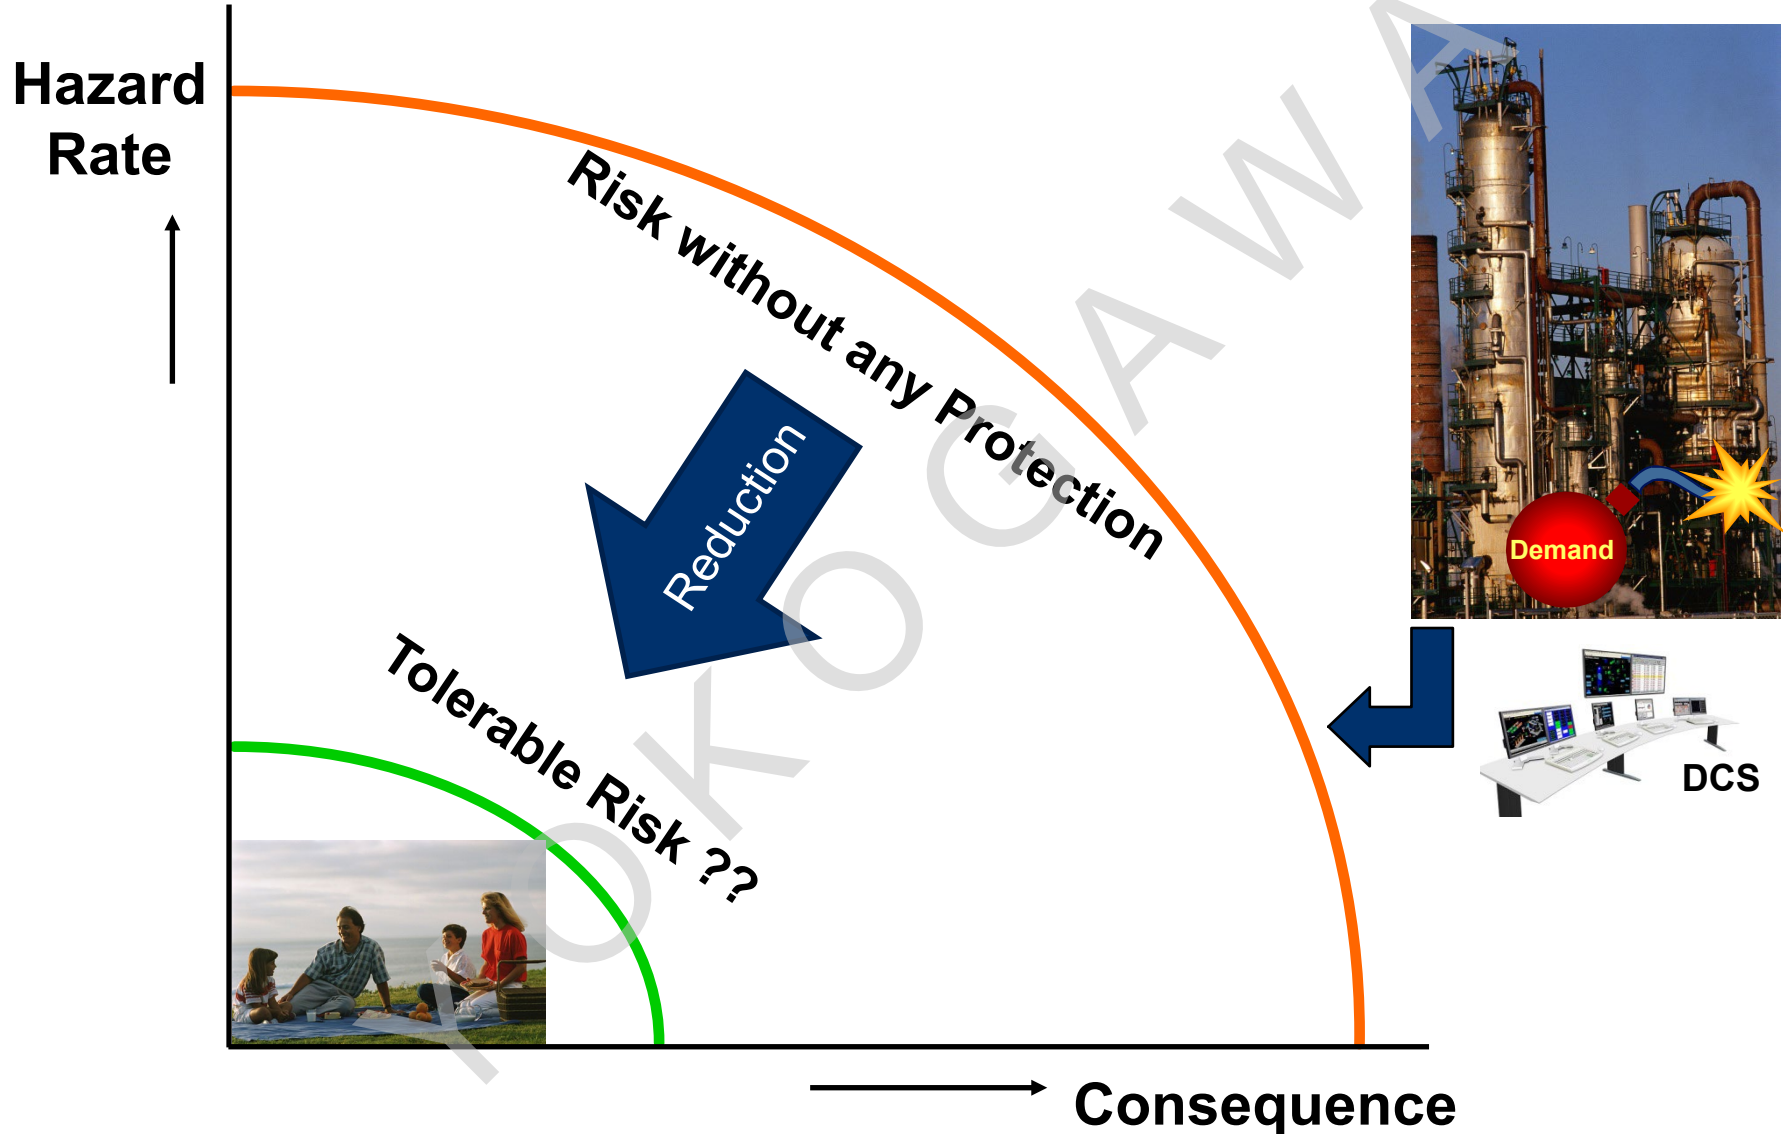 Hazard
Rate
Risk without any Protection
Reduction
Tolerable Risk ??
Demand
DCS
Consequence
YOKOGAWA